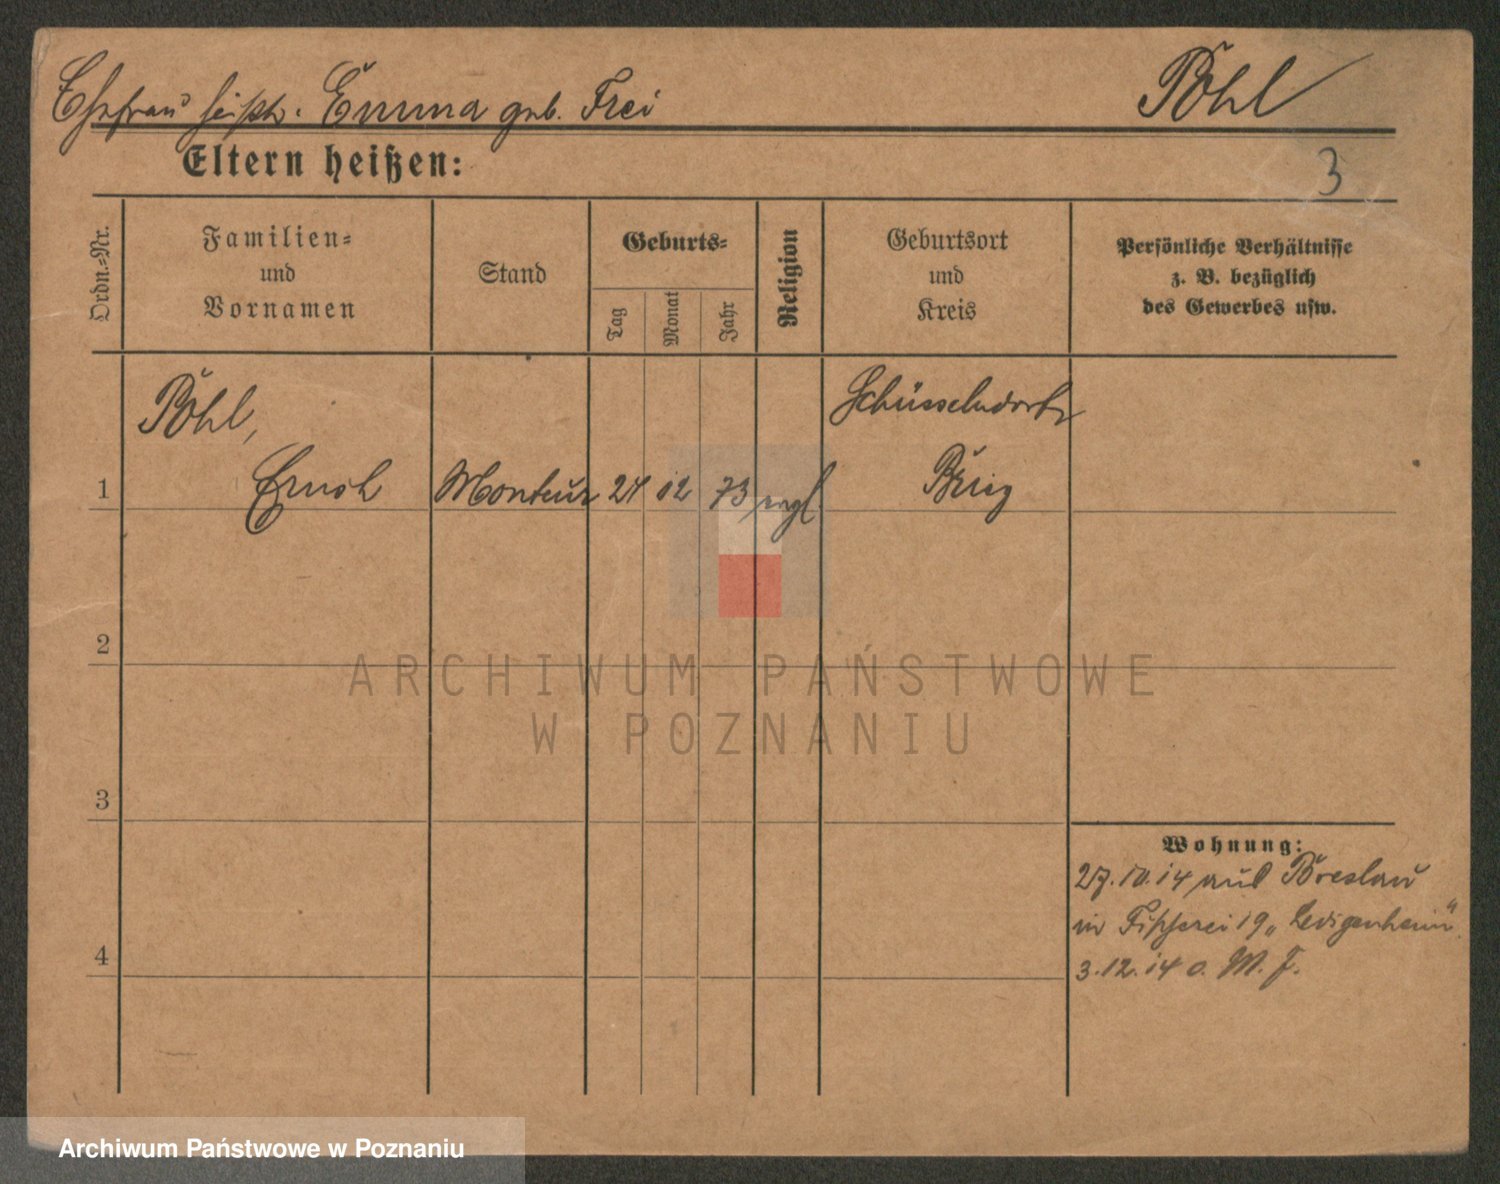 Ehefrau heißt. Emma geb. Frei
Pohl
Eltern heißen:
3
Ordn.=Nr.
Familien=
und
Vornamen
Stand
Geburts=
Tag
Monat
Jahr
Religion
Geburtsort
und
Kreis
Persönliche Verhältnisse
z. B. bezüglich
des Gewerbes usw.
Pohl,
Schüsselndorf
1
Monteur
12
73
Brieg
2
ARCHIWUM PAŃSTWOWE
W POZNANIU
3
Wohnung:
27.10.14 aus Breslau
in Fischerei 19 „Ledigenheim“
4
3.12.14 o. M. F.
Archiwum Państwowe w Poznaniu